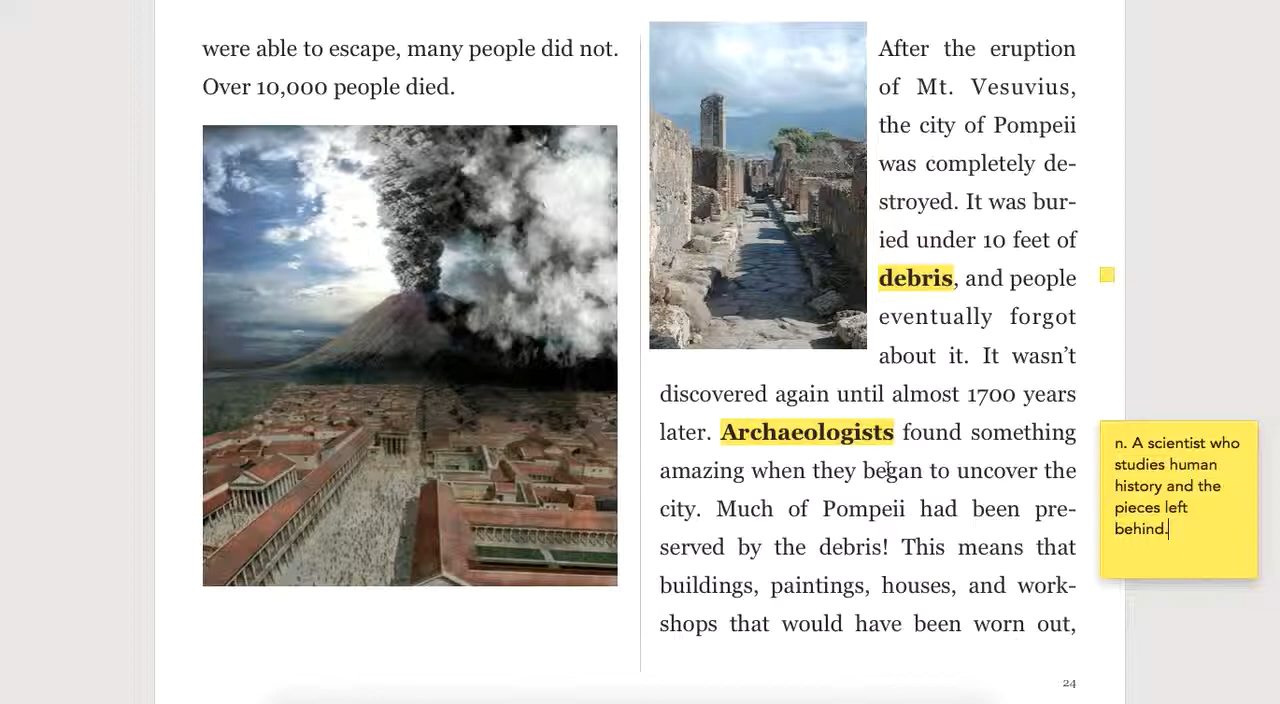 were able to escape, many people did not.
Over 10,000 people died.
After the eruption
of Mt. Vesuvius,
the city of Pompeii
was completely de-
stroyed. It was bur-
ied under 10 feet of
debris, and people
eventually forgot
about it. It wasn’t
discovered again until almost 1700 years
later. Archaeologists found something
amazing when they began to uncover the
city. Much of Pompeii had been pre-
served by the debris! This means that
buildings, paintings, houses, and work-
shops that would have been worn out,
24
n. A scientist who
studies human
history and the
pieces left
behind.